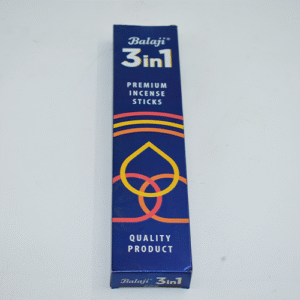 Balaji
3in1
PREMIUM
INCENSE
STICKS
QUALITY
PRODUCT
Balaji 3in1